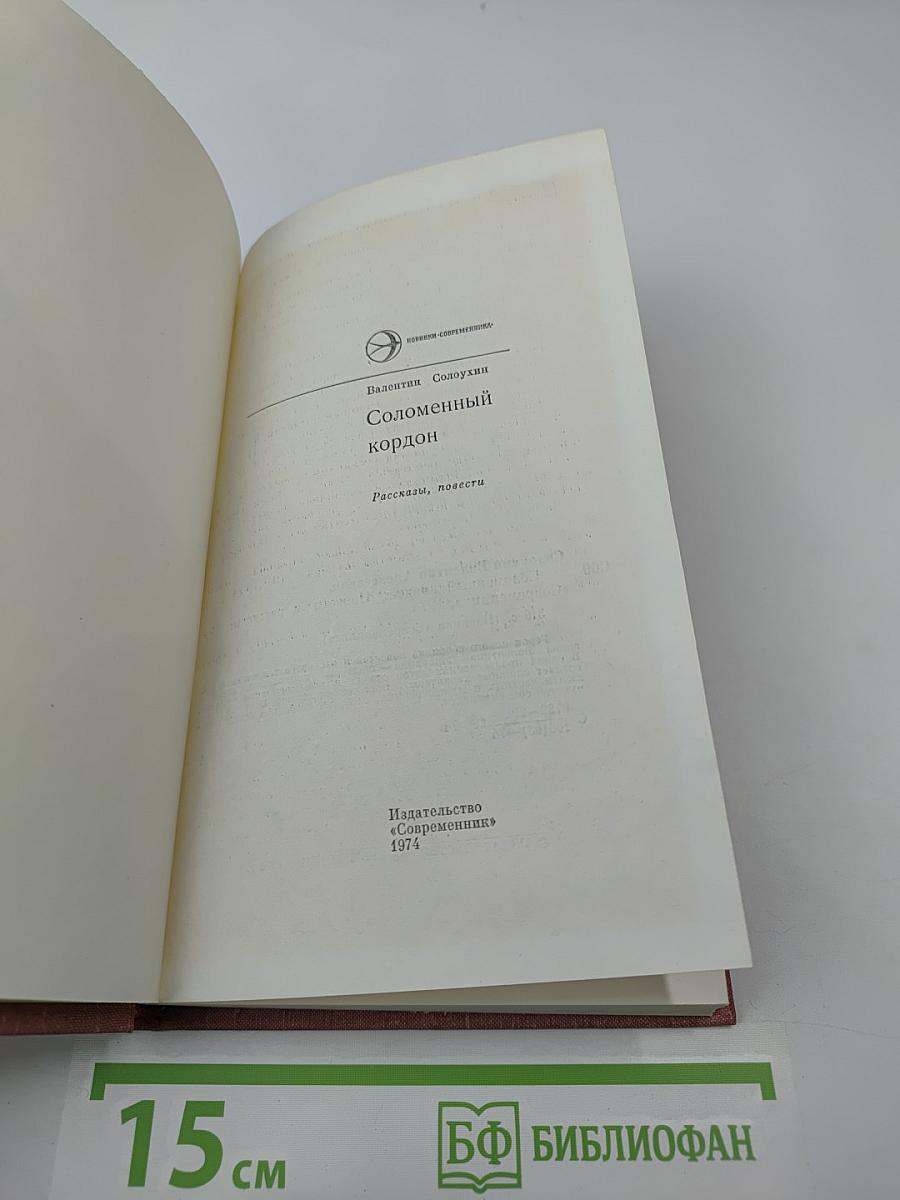 НОВИНКИ «СОВРЕМЕННИКА»
Валентин Солоухин
Соломенный
кордон
Рассказы, повести
Издательство
«Современник»
1974
15 см
БФ БИБЛИОФАН